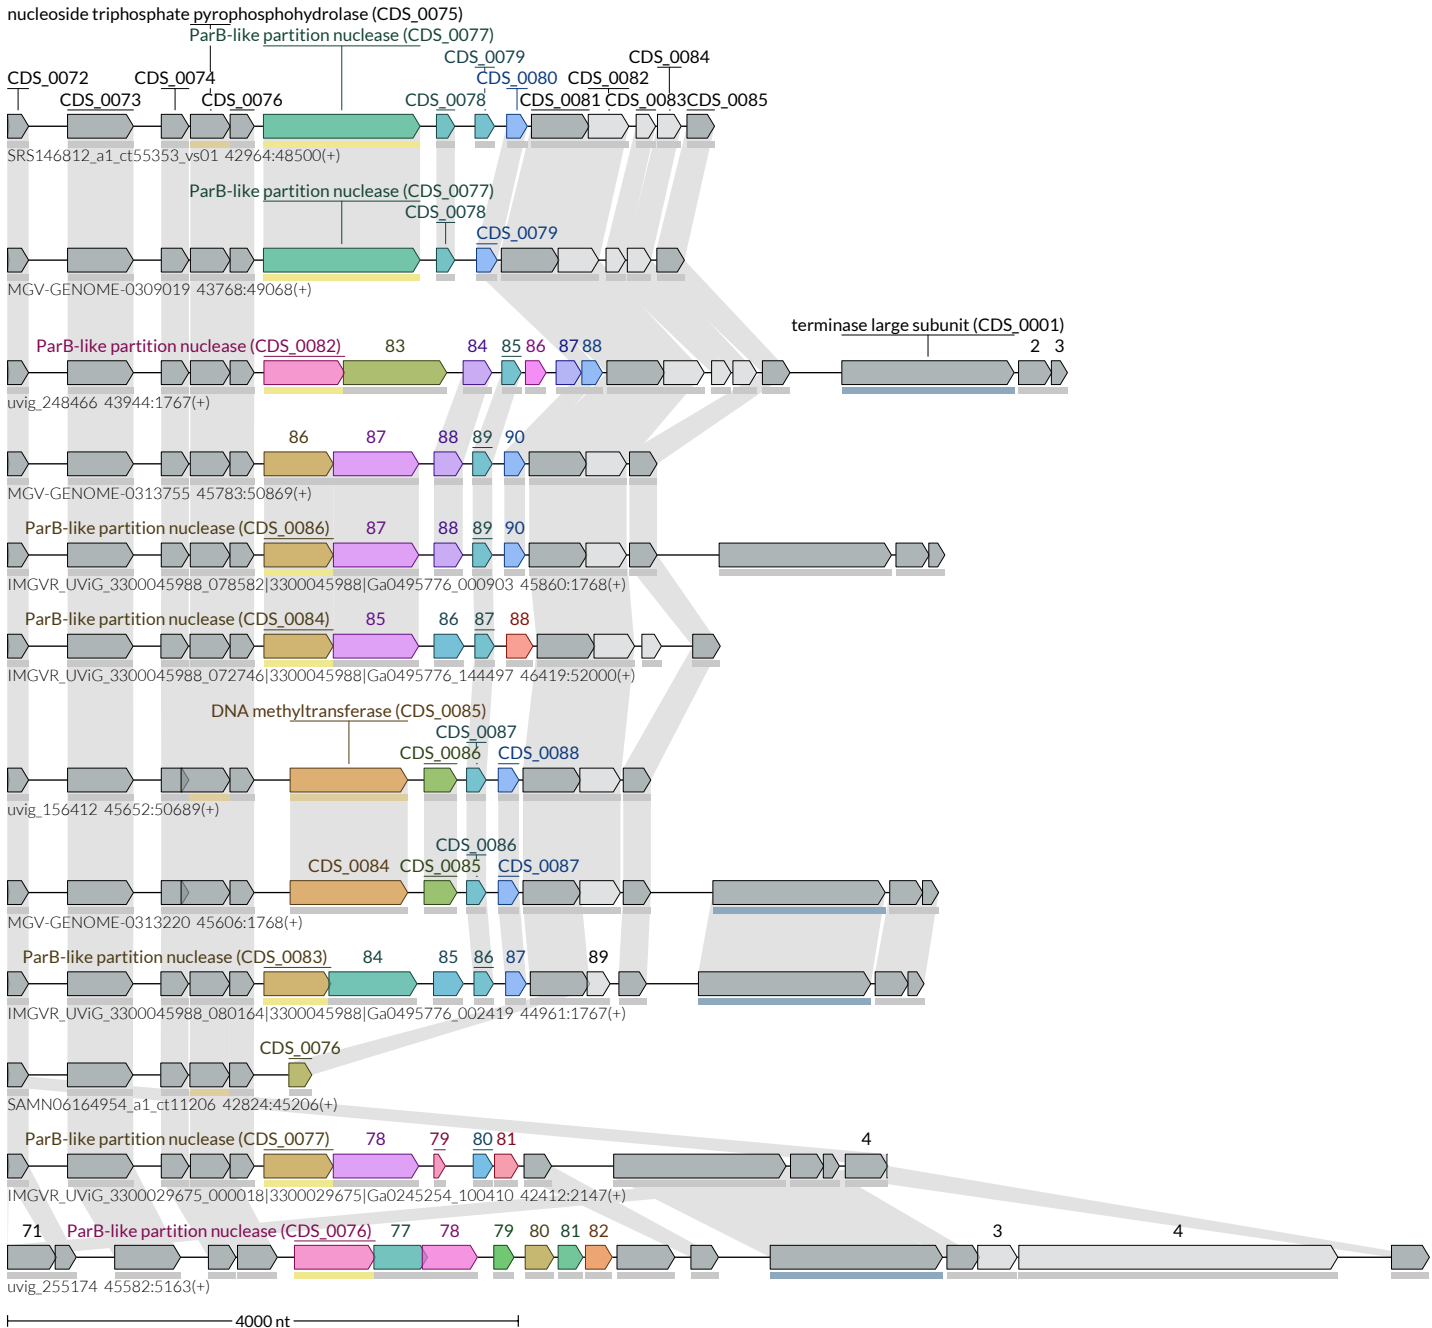 nucleoside triphosphate pyrophosphohydrolase (CDS_0075)
ParB-like partition nuclease (CDS_0077)
CDS_0079 CDS_0084
CDS_0072 CDS_0074 CDS_0080 CDS_0082
CDS_0073 CDS_0076 CDS_0078 CDS_0081 CDS_0083 CDS_0085
SRS146812_a1_ct55353_vs01 42964:48500(+)
ParB-like partition nuclease (CDS_0077)
CDS_0078
CDS_0079
MGV-GENOME-0309019 43768:49068(+)
terminase large subunit (CDS_0001)
ParB-like partition nuclease (CDS_0082) 83 84 85 86 87 88 2 3
uvig_248466 43944:1767(+)
86 87 88 89 90
MGV-GENOME-0313755 45783:50869(+)
ParB-like partition nuclease (CDS_0086) 87 88 89 90
IMGVR_UViG_3300045988_078582|3300045988|Ga0495776_000903 45860:1768(+)
ParB-like partition nuclease (CDS_0084) 85 86 87 88
IMGVR_UViG_3300045988_072746|3300045988|Ga0495776_144497 46419:52000(+)
DNA methyltransferase (CDS_0085)
CDS_0087
CDS_0086 CDS_0088
uvig_156412 45652:50689(+)
CDS_0086
CDS_0084 CDS_0085 CDS_0087
MGV-GENOME-0313220 45606:1768(+)
ParB-like partition nuclease (CDS_0083) 84 85 86 87 89
IMGVR_UViG_3300045988_080164|3300045988|Ga0495776_002419 44961:1767(+)
CDS_0076
SAMN06164954_a1_ct11206 42824:45206(+)
ParB-like partition nuclease (CDS_0077) 78 79 80 81 4
IMGVR_UViG_3300029675_000018|3300029675|Ga0245254_100410 42412:2147(+)
71 ParB-like partition nuclease (CDS_0076) 77 78 79 80 81 82 3 4
uvig_255174 45582:5163(+)
4000 nt